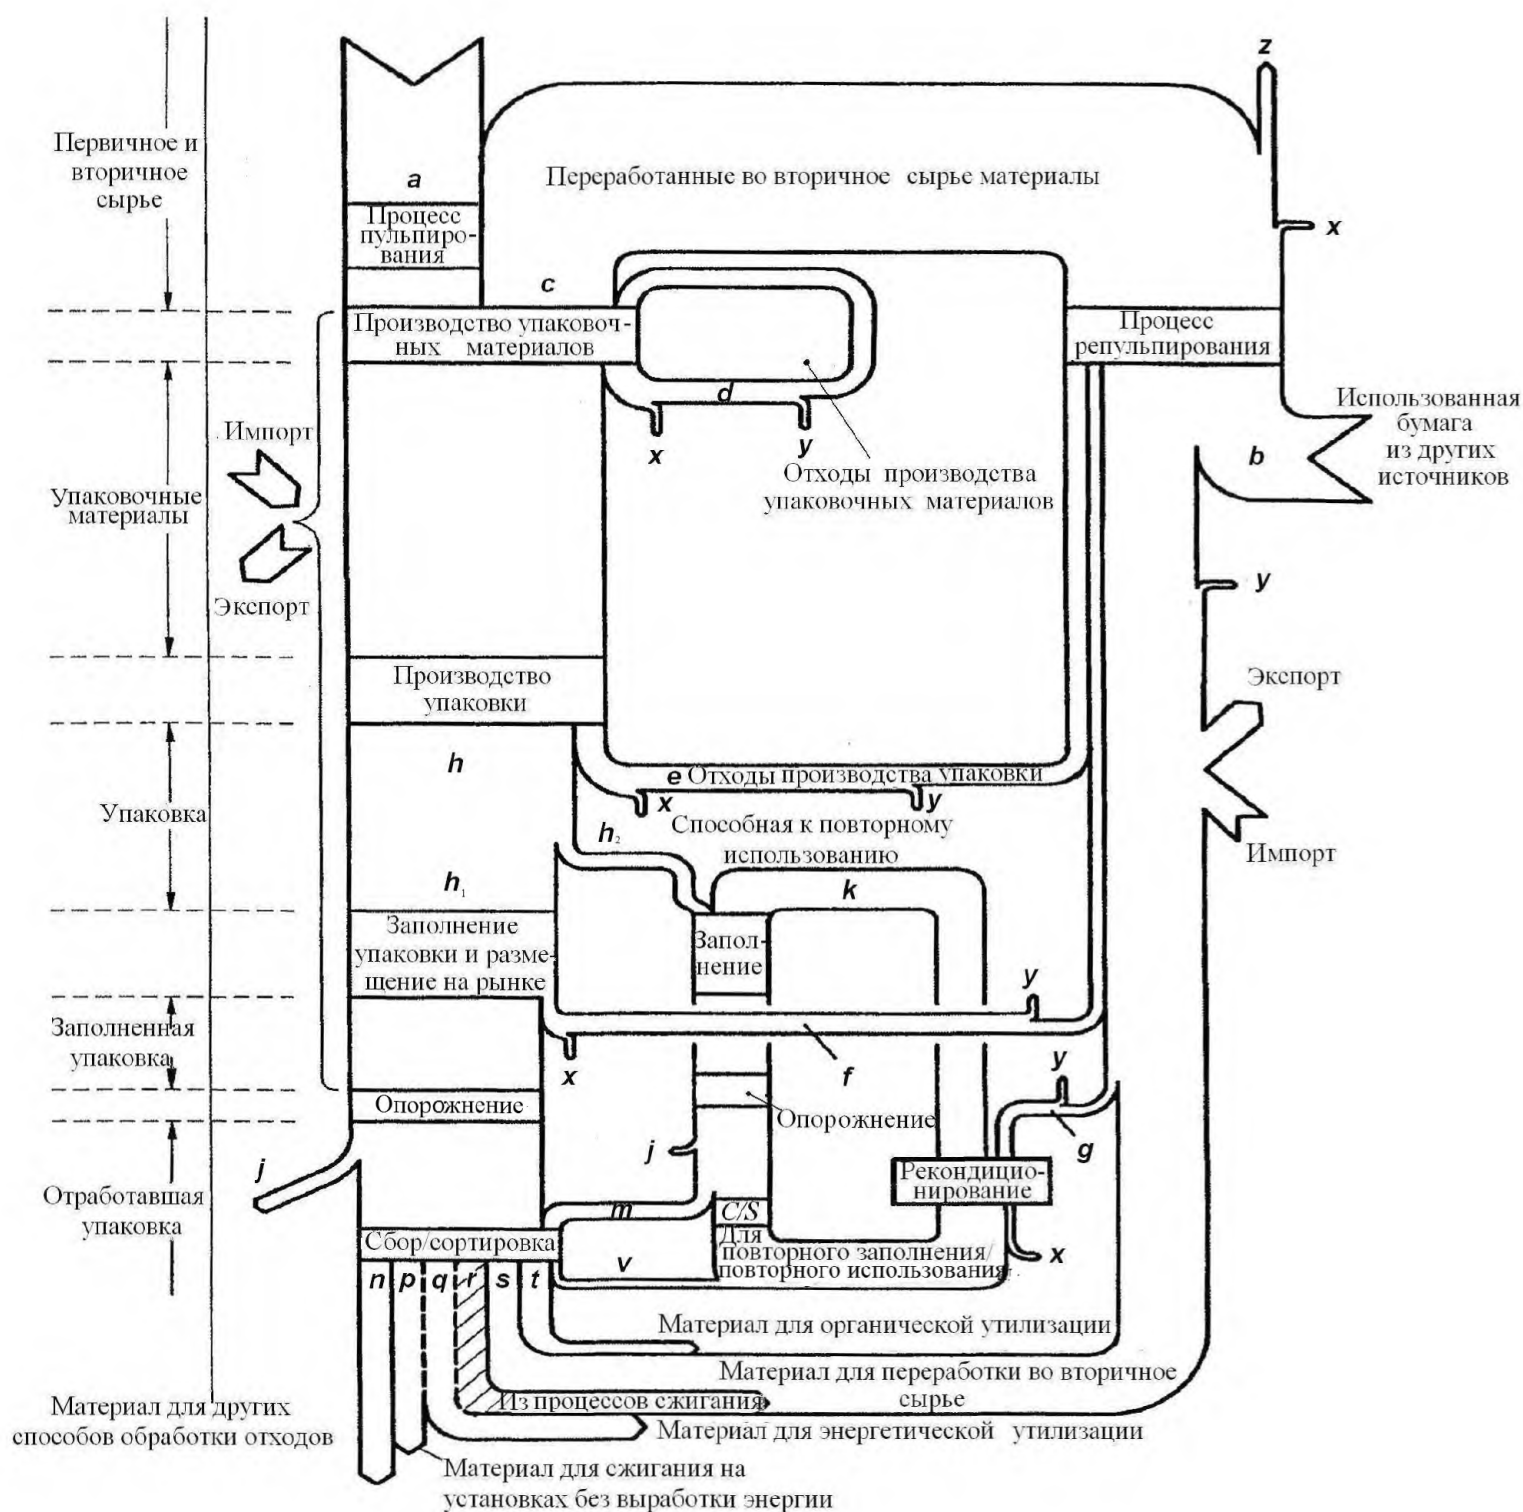 z
Первичное и
вторичное
сырье
a
Переработанные во вторичное сырье материалы
Процесс
пульпиро-
вания
x
c
Производство упаковоч-
ных материалов
Процесс
репульпирования
d
Импорт
x
y
Отходы производства
упаковочных материалов
Использованная
бумага
из других
источников
b
Упаковочные
материалы
Экспорт
y
Производство
упаковки
Экспорт
h
e Отходы производства упаковки
x
y
Упаковка
h₂
Способная к повторному
использованию
Импорт
h₁
k
Заполнение
упаковки и разме-
щение на рынке
Запол-
нение
y
Заполненная
упаковка
x
f
y
Опорожнение
Опорожнение
g
j
j
Отработавшая
упаковка
Рекондицио-
нирование
m
C/S
Сбор/сортировка
Для
повторного заполнения/
повторного использования
x
v
n p q r s t
Материал для органической утилизации
Материал для переработки во вторичное
сырье
Из процессов сжигания
Материал для других
способов обработки отходов
Материал для энергетической утилизации
Материал для сжигания на
установках без выработки энергии